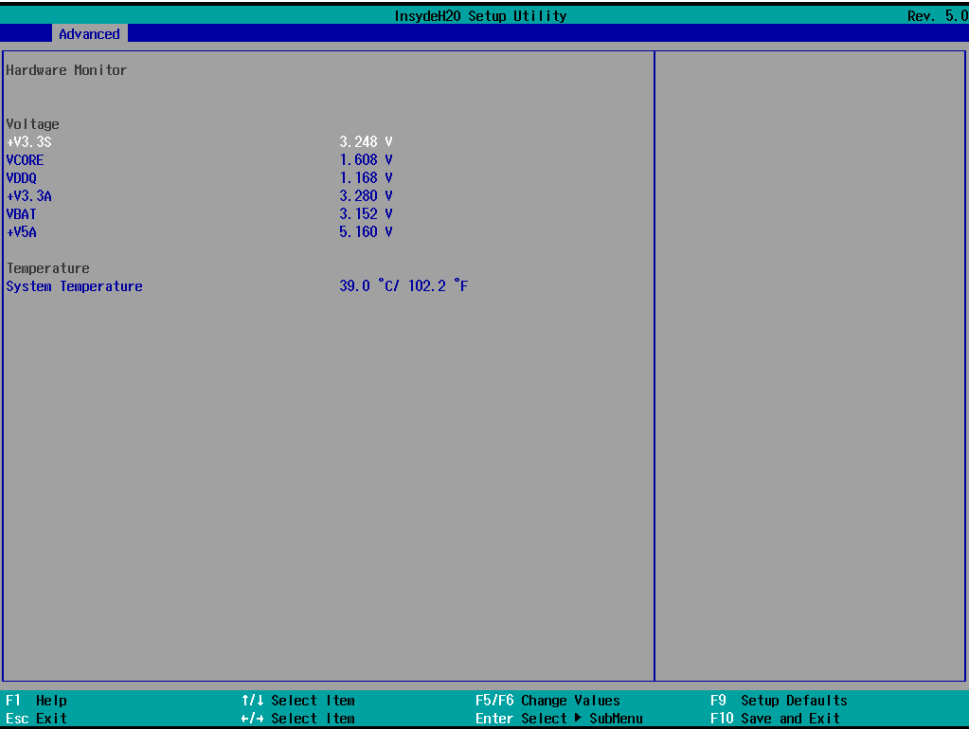 InsydeH20 Setup Utility Rev. 5.0
Advanced
Hardware Monitor
Voltage
+V3.3S 3.248 V
VCORE 1.608 V
VDDQ 1.168 V
+V3.3A 3.280 V
VBAT 3.152 V
+V5A 5.160 V
Temperature
System Temperature 39.0 °C/ 102.2 °F
F1 Help ↑/↓ Select Item F5/F6 Change Values F9 Setup Defaults
Esc Exit ←/→ Select Item Enter Select ▶ SubMenu F10 Save and Exit